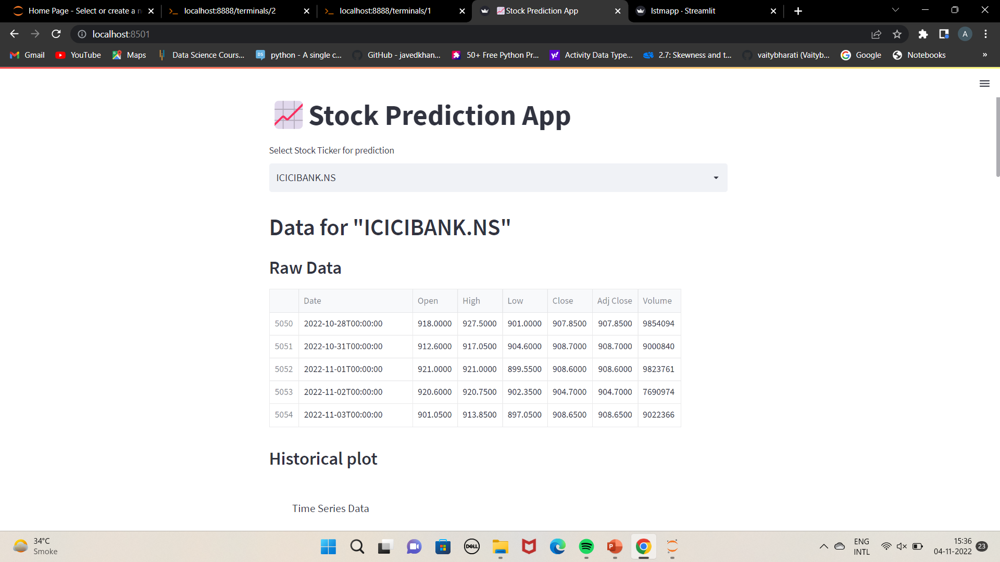 Home Page - Select or create a n
localhost:8888/terminals/2
localhost:8888/terminals/1
Stock Prediction App
lstmapp · Streamlit
localhost:8501
A
Gmail
YouTube
Maps
Data Science Cours...
DS
python - A single c...
GitHub - javedkhan...
50+ Free Python Pr...
y!
Activity Data Type...
2.7: Skewness and t...
vaitybharati (Vaityb...
Google
Notebooks
»
Stock Prediction App
Select Stock Ticker for prediction
ICICIBANK.NS
Data for "ICICIBANK.NS"
Raw Data
Date Open High Low Close Adj Close Volume
5050 2022-10-28T00:00:00 918.0000 927.5000 901.0000 907.8500 907.8500 9854094
5051 2022-10-31T00:00:00 912.6000 917.0500 904.6000 908.7000 908.7000 9000840
5052 2022-11-01T00:00:00 921.0000 921.0000 899.5500 908.6000 908.6000 9823761
5053 2022-11-02T00:00:00 920.6000 920.7500 902.3500 904.7000 904.7000 7690974
5054 2022-11-03T00:00:00 901.0500 913.8500 897.0500 908.6500 908.6500 9022366
Historical plot
Time Series Data
34°C
Smoke
DELL
P
ENG
INTL
15:36
04-11-2022
23